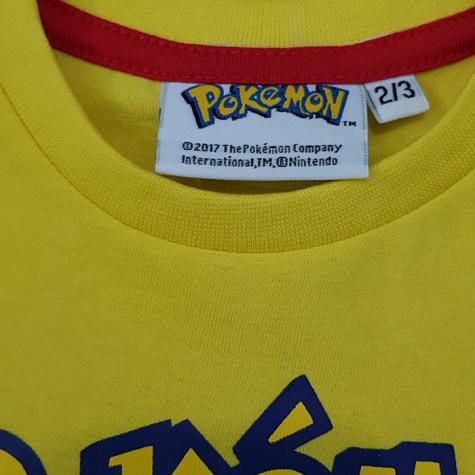 POKéMON
TM
2/3
©2017 ThePokémon Company
International,TM,®Nintendo